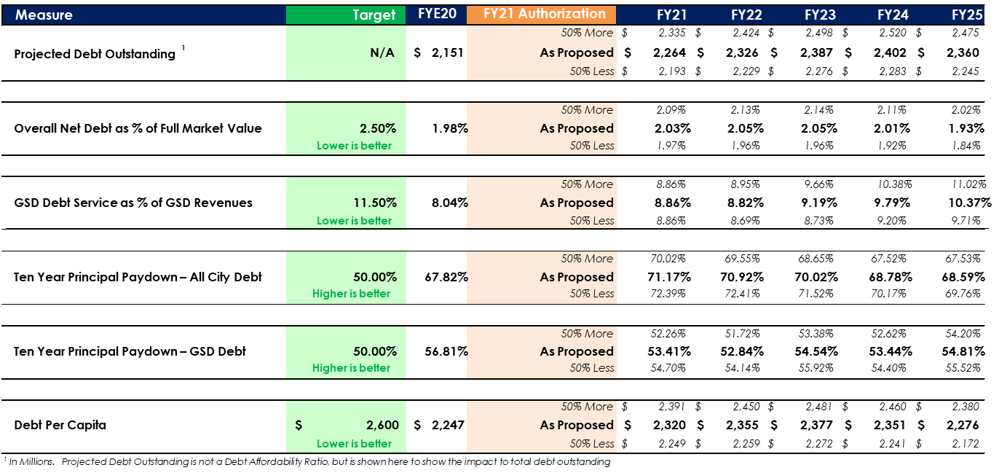 Measure Target FYE20 FY21 Authorization FY21 FY22 FY23 FY24 FY25
50% More $ 2,335 $ 2,424 $ 2,498 $ 2,520 $ 2,475
Projected Debt Outstanding 1 N/A $ 2,151 As Proposed $ 2,264 $ 2,326 $ 2,387 $ 2,402 $ 2,360
50% Less $ 2,193 $ 2,229 $ 2,276 $ 2,283 $ 2,245
50% More 2.09% 2.13% 2.14% 2.11% 2.02%
Overall Net Debt as % of Full Market Value 2.50% 1.98% As Proposed 2.03% 2.05% 2.05% 2.01% 1.93%
Lower is better 50% Less 1.97% 1.96% 1.96% 1.92% 1.84%
50% More 8.86% 8.95% 9.66% 10.38% 11.02%
GSD Debt Service as % of GSD Revenues 11.50% 8.04% As Proposed 8.86% 8.82% 9.19% 9.79% 10.37%
Lower is better 50% Less 8.86% 8.69% 8.73% 9.20% 9.71%
50% More 70.02% 69.55% 68.65% 67.52% 67.53%
Ten Year Principal Paydown – All City Debt 50.00% 67.82% As Proposed 71.17% 70.92% 70.02% 68.78% 68.59%
Higher is better 50% Less 72.39% 72.41% 71.52% 70.17% 69.76%
50% More 52.26% 51.72% 53.38% 52.62% 54.20%
Ten Year Principal Paydown – GSD Debt 50.00% 56.81% As Proposed 53.41% 52.84% 54.54% 53.44% 54.81%
Higher is better 50% Less 54.70% 54.14% 55.92% 54.40% 55.52%
50% More $ 2,391 $ 2,450 $ 2,481 $ 2,460 $ 2,380
Debt Per Capita $ 2,600 $ 2,247 As Proposed $ 2,320 $ 2,355 $ 2,377 $ 2,351 $ 2,276
Lower is better 50% Less $ 2,249 $ 2,259 $ 2,272 $ 2,241 $ 2,172
1 In Millions. Projected Debt Outstanding is not a Debt Affordability Ratio, but is shown here to show the impact to total debt outstanding